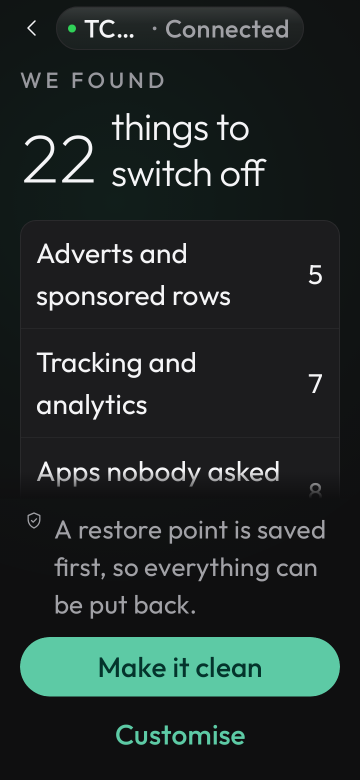 TC... · Connected
WE FOUND
22 things to
switch off
Adverts and
sponsored rows
5
Tracking and
analytics
7
Apps nobody asked
8
A restore point is saved
first, so everything can
be put back.
Make it clean
Customise